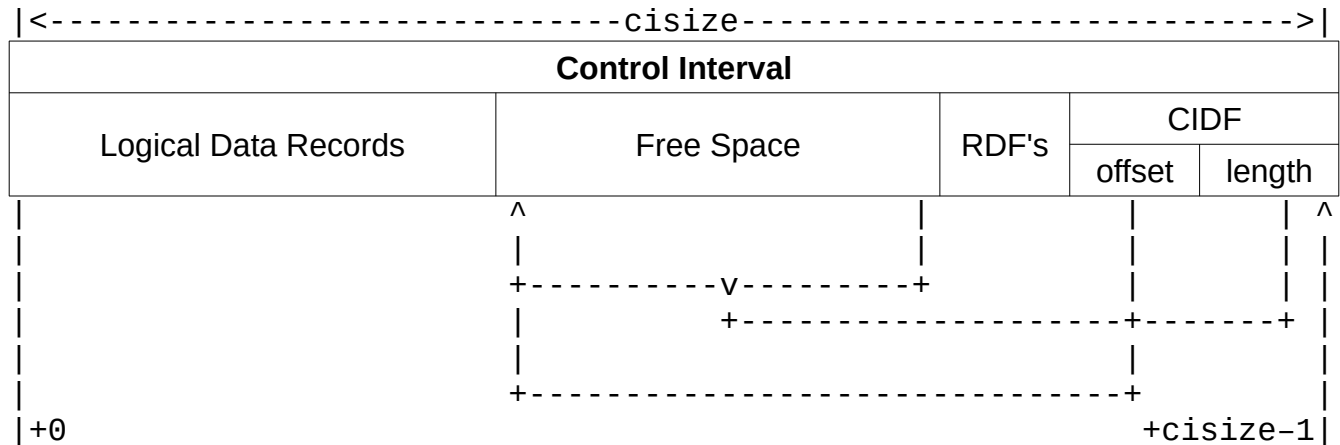 |<------------------------------cisize----------------------------->|
Control Interval
Logical Data Records Free Space RDF's CIDF
offset length
+0 +cisize–1